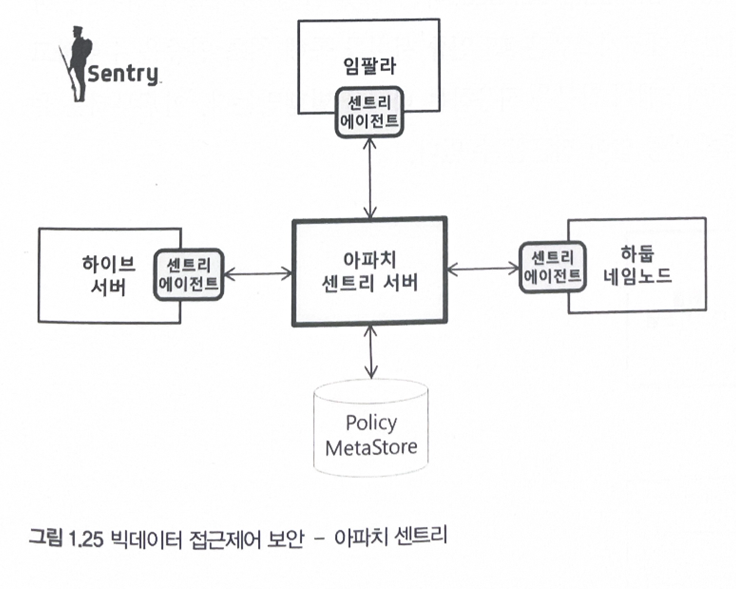 Sentry
임팔라
센트리
에이전트
하이브
서버
센트리
에이전트
아파치
센트리 서버
센트리
에이전트
하둡
네임노드
Policy
MetaStore
그림 1.25 빅데이터 접근제어 보안 – 아파치 센트리